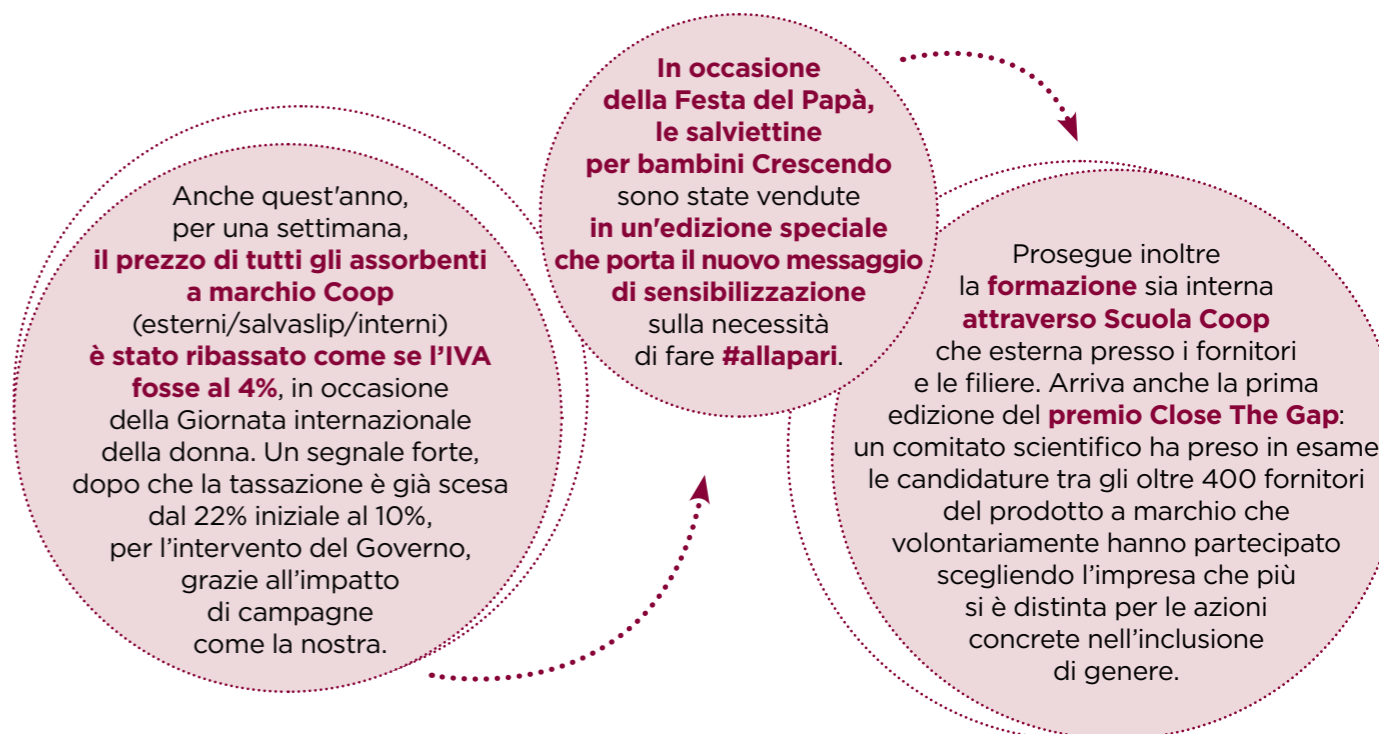 Anche quest'anno,
per una settimana,
il prezzo di tutti gli assorbenti
a marchio Coop
(esterni/salvaslip/interni)
è stato ribassato come se l’IVA
fosse al 4%, in occasione
della Giornata internazionale
della donna. Un segnale forte,
dopo che la tassazione è già scesa
dal 22% iniziale al 10%,
per l’intervento del Governo,
grazie all’impatto
di campagne
come la nostra.
In occasione
della Festa del Papà,
le salviettine
per bambini Crescendo
sono state vendute
in un'edizione speciale
che porta il nuovo messaggio
di sensibilizzazione
sulla necessità
di fare #allapari.
Prosegue inoltre
la formazione sia interna
attraverso Scuola Coop
che esterna presso i fornitori
e le filiere. Arriva anche la prima
edizione del premio Close The Gap:
un comitato scientifico ha preso in esame
le candidature tra gli oltre 400 fornitori
del prodotto a marchio che
volontariamente hanno partecipato
scegliendo l’impresa che più
si è distinta per le azioni
concrete nell’inclusione
di genere.